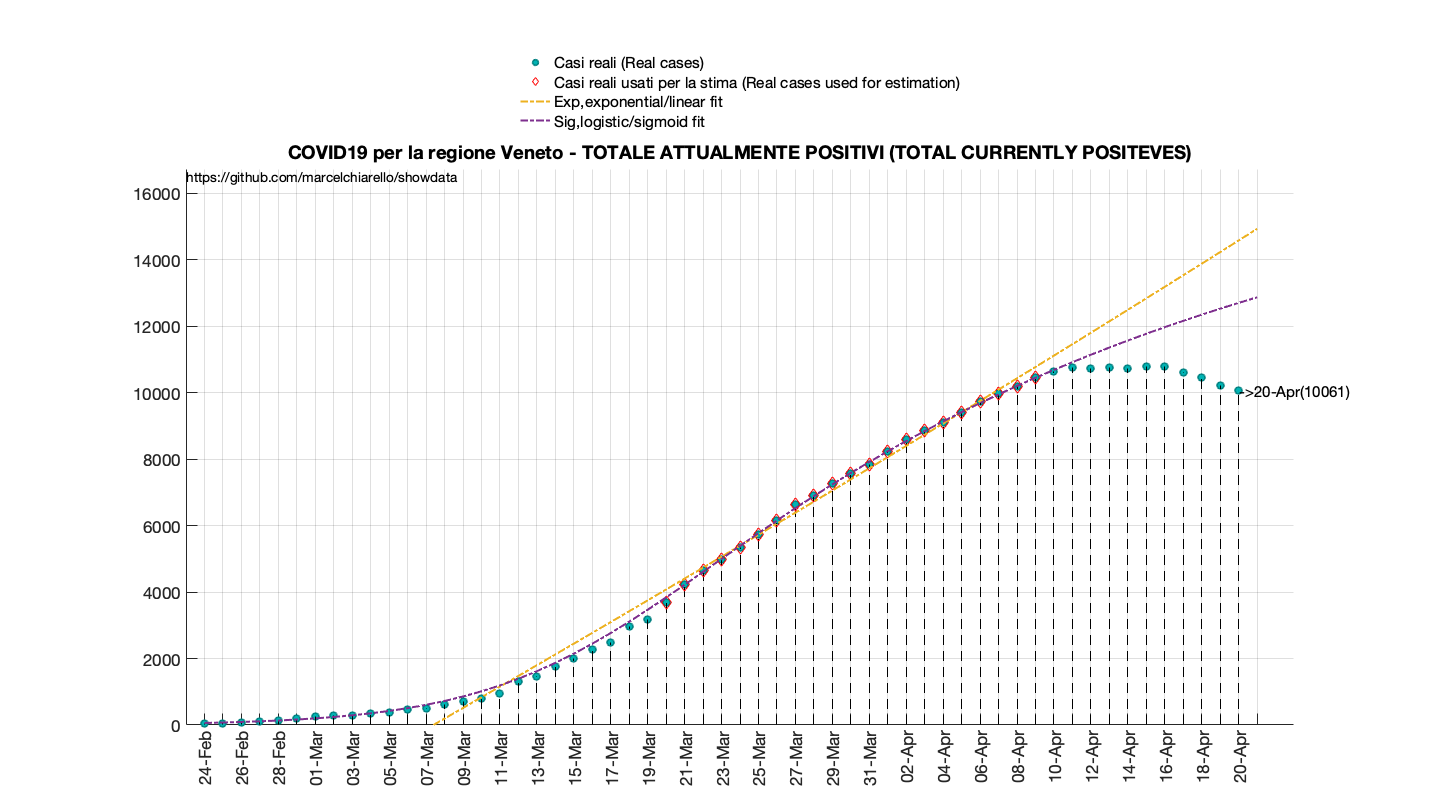 Casi reali (Real cases)
Casi reali usati per la stima (Real cases used for estimation)
Exp,exponential/linear fit
Sig,logistic/sigmoid fit
COVID19 per la regione Veneto - TOTALE ATTUALMENTE POSITIVI (TOTAL CURRENTLY POSITEVES)
https://github.com/marcelchiarello/showdata
16000
14000
12000
10000
8000
6000
4000
2000
0
->20-Apr(10061)
24-Feb
26-Feb
28-Feb
01-Mar
03-Mar
05-Mar
07-Mar
09-Mar
11-Mar
13-Mar
15-Mar
17-Mar
19-Mar
21-Mar
23-Mar
25-Mar
27-Mar
29-Mar
31-Mar
02-Apr
04-Apr
06-Apr
08-Apr
10-Apr
12-Apr
14-Apr
16-Apr
18-Apr
20-Apr